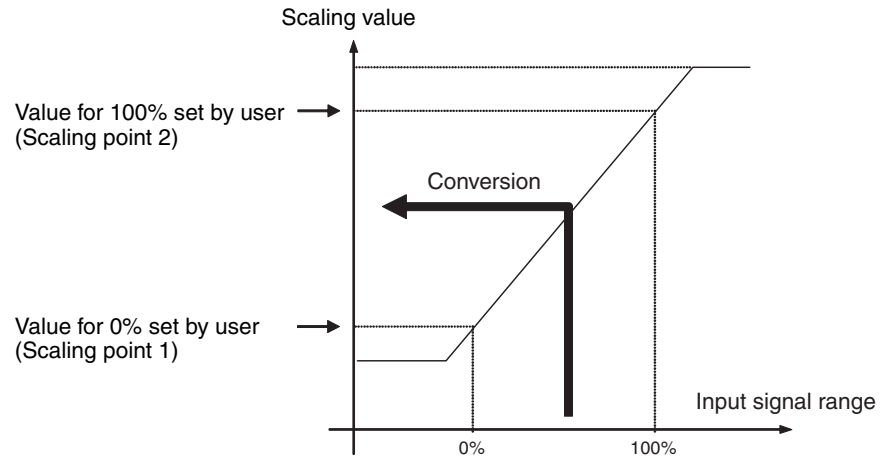 Scaling value
Value for 100% set by user
(Scaling point 2)
Conversion
Value for 0% set by user
(Scaling point 1)
Input signal range
0%
100%